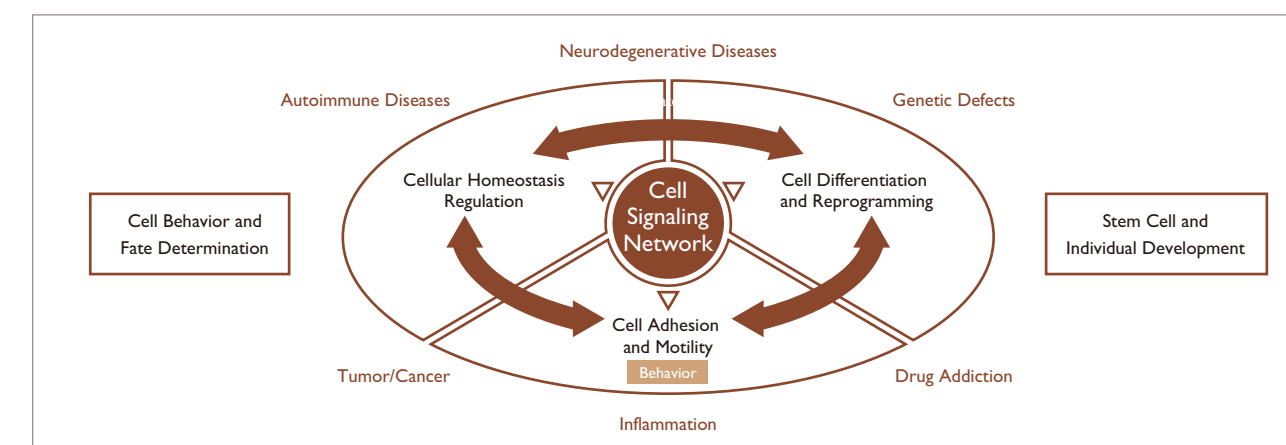 Neurodegenerative Diseases
Autoimmune Diseases
Genetic Defects
Cellular Homeostasis
Regulation
Cell
Signaling
Network
Cell Differentiation
and Reprogramming
Cell Behavior and
Fate Determination
Stem Cell and
Individual Development
Cell Adhesion
and Motility
Behavior
Tumor/Cancer
Drug Addiction
Inflammation